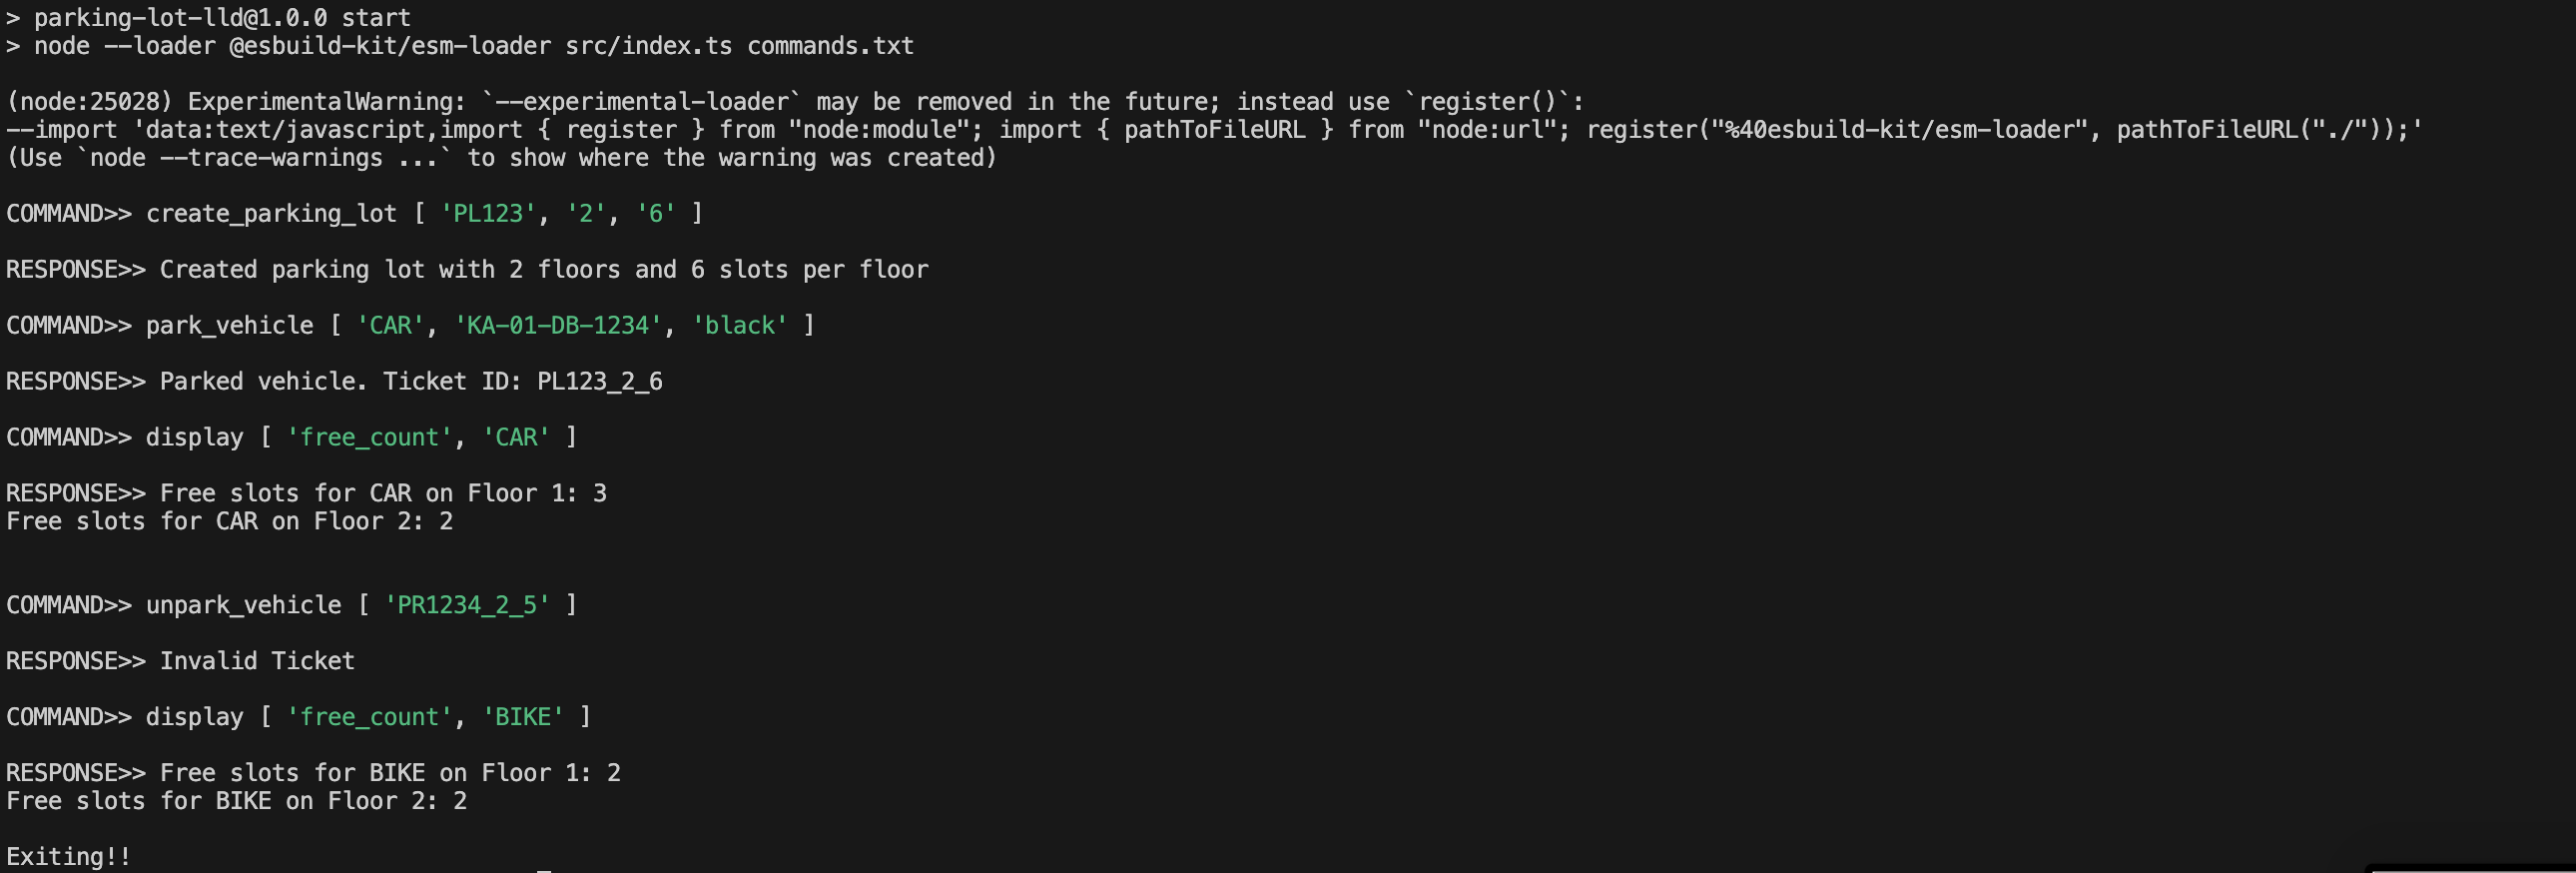 > parking-lot-lld@1.0.0 start
> node --loader @esbuild-kit/esm-loader src/index.ts commands.txt
(node:25028) ExperimentalWarning: `--experimental-loader` may be removed in the future; instead use `register()`:
--import 'data:text/javascript,import { register } from "node:module"; import { pathToFileURL } from "node:url"; register("%40esbuild-kit/esm-loader", pathToFileURL("./"));'
(Use `node --trace-warnings ...` to show where the warning was created)
COMMAND>> create_parking_lot [ 'PL123', '2', '6' ]
RESPONSE>> Created parking lot with 2 floors and 6 slots per floor
COMMAND>> park_vehicle [ 'CAR', 'KA-01-DB-1234', 'black' ]
RESPONSE>> Parked vehicle. Ticket ID: PL123_2_6
COMMAND>> display [ 'free_count', 'CAR' ]
RESPONSE>> Free slots for CAR on Floor 1: 3
Free slots for CAR on Floor 2: 2
COMMAND>> unpark_vehicle [ 'PR1234_2_5' ]
RESPONSE>> Invalid Ticket
COMMAND>> display [ 'free_count', 'BIKE' ]
RESPONSE>> Free slots for BIKE on Floor 1: 2
Free slots for BIKE on Floor 2: 2
Exiting!!